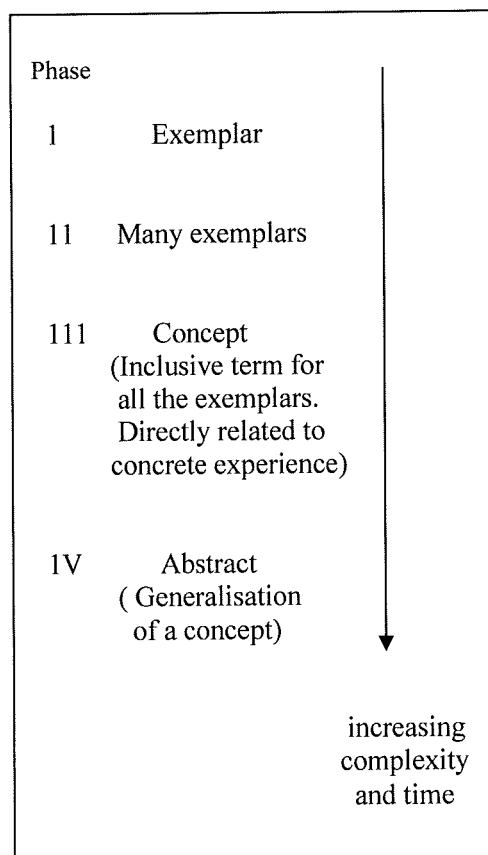 Phase
1 Exemplar
11 Many exemplars
111 Concept
(Inclusive term for
all the exemplars.
Directly related to
concrete experience)
1V Abstract
( Generalisation
of a concept)
increasing
complexity
and time